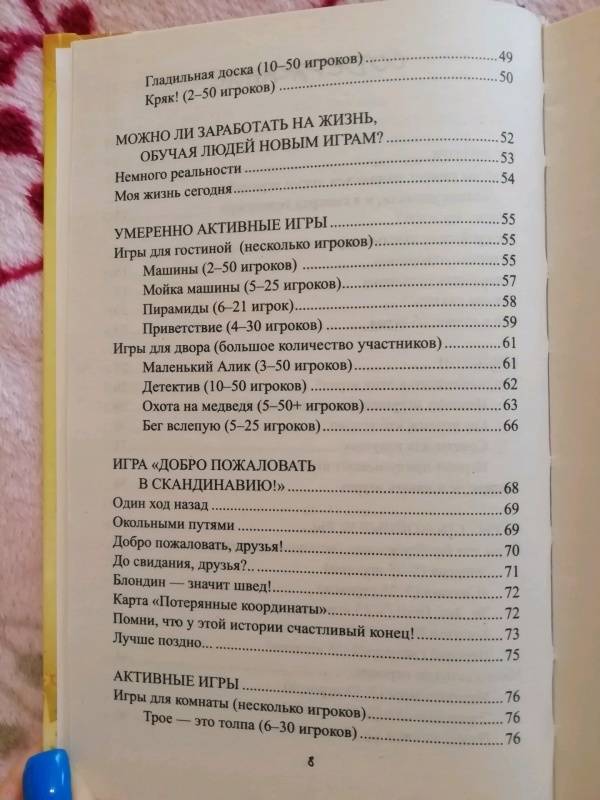 Гладильная доска (10–50 игроков) ........ 49
Кряк! (2–50 игроков) ........ 50
МОЖНО ЛИ ЗАРАБОТАТЬ НА ЖИЗНЬ,
ОБУЧАЯ ЛЮДЕЙ НОВЫМ ИГРАМ? ........ 52
Немного реальности ........ 53
Моя жизнь сегодня ........ 54
УМЕРЕННО АКТИВНЫЕ ИГРЫ ........ 55
Игры для гостиной (несколько игроков) ........ 55
Машины (2–50 игроков) ........ 55
Мойка машины (5–25 игроков) ........ 57
Пирамиды (6–21 игрок) ........ 58
Приветствие (4–30 игроков) ........ 59
Игры для двора (большое количество участников) ........ 61
Маленький Алик (3–50 игроков) ........ 61
Детектив (10–50 игроков) ........ 62
Охота на медведя (5–50+ игроков) ........ 63
Бег вслепую (5–25 игроков) ........ 66
ИГРА «ДОБРО ПОЖАЛОВАТЬ
В СКАНДИНАВИЮ!» ........ 68
Один ход назад ........ 69
Окольными путями ........ 69
Добро пожаловать, друзья! ........ 70
До свидания, друзья?.. ........ 71
Блондин — значит швед! ........ 72
Карта «Потерянные координаты» ........ 72
Помни, что у этой истории счастливый конец! ........ 73
Лучше поздно... ........ 75
АКТИВНЫЕ ИГРЫ ........ 76
Игры для комнаты (несколько игроков) ........ 76
Трое — это толпа (6–30 игроков) ........ 76
8